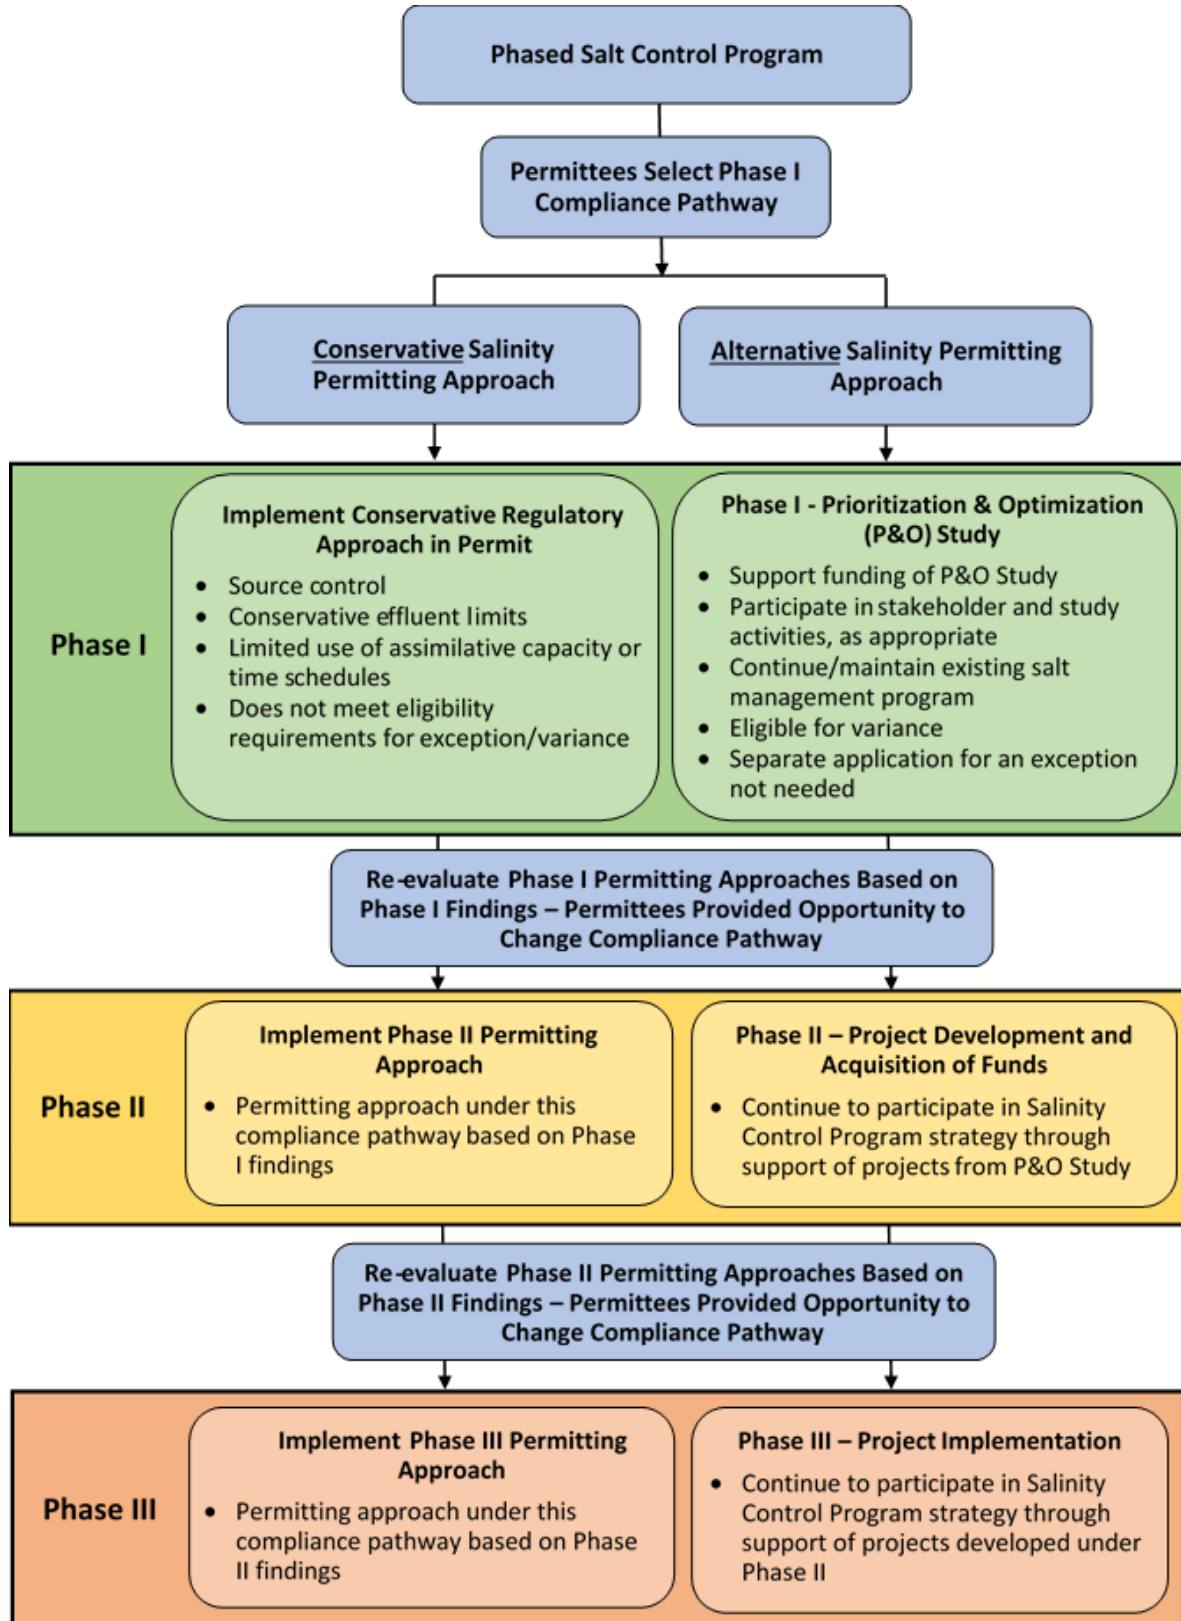 Phased Salt Control Program
Permittees Select Phase I
Compliance Pathway
Conservative Salinity
Permitting Approach
Alternative Salinity Permitting
Approach
Phase I
Implement Conservative Regulatory
Approach in Permit
• Source control
• Conservative effluent limits
• Limited use of assimilative capacity or
time schedules
• Does not meet eligibility
requirements for exception/variance
Phase I - Prioritization & Optimization
(P&O) Study
• Support funding of P&O Study
• Participate in stakeholder and study
activities, as appropriate
• Continue/maintain existing salt
management program
• Eligible for variance
• Separate application for an exception
not needed
Re-evaluate Phase I Permitting Approaches Based on
Phase I Findings – Permittees Provided Opportunity to
Change Compliance Pathway
Phase II
Implement Phase II Permitting
Approach
• Permitting approach under this
compliance pathway based on Phase
I findings
Phase II – Project Development and
Acquisition of Funds
• Continue to participate in Salinity
Control Program strategy through
support of projects from P&O Study
Re-evaluate Phase II Permitting Approaches Based on
Phase II Findings – Permittees Provided Opportunity to
Change Compliance Pathway
Phase III
Implement Phase III Permitting
Approach
• Permitting approach under this
compliance pathway based on Phase
II findings
Phase III – Project Implementation
• Continue to participate in Salinity
Control Program strategy through
support of projects developed under
Phase II